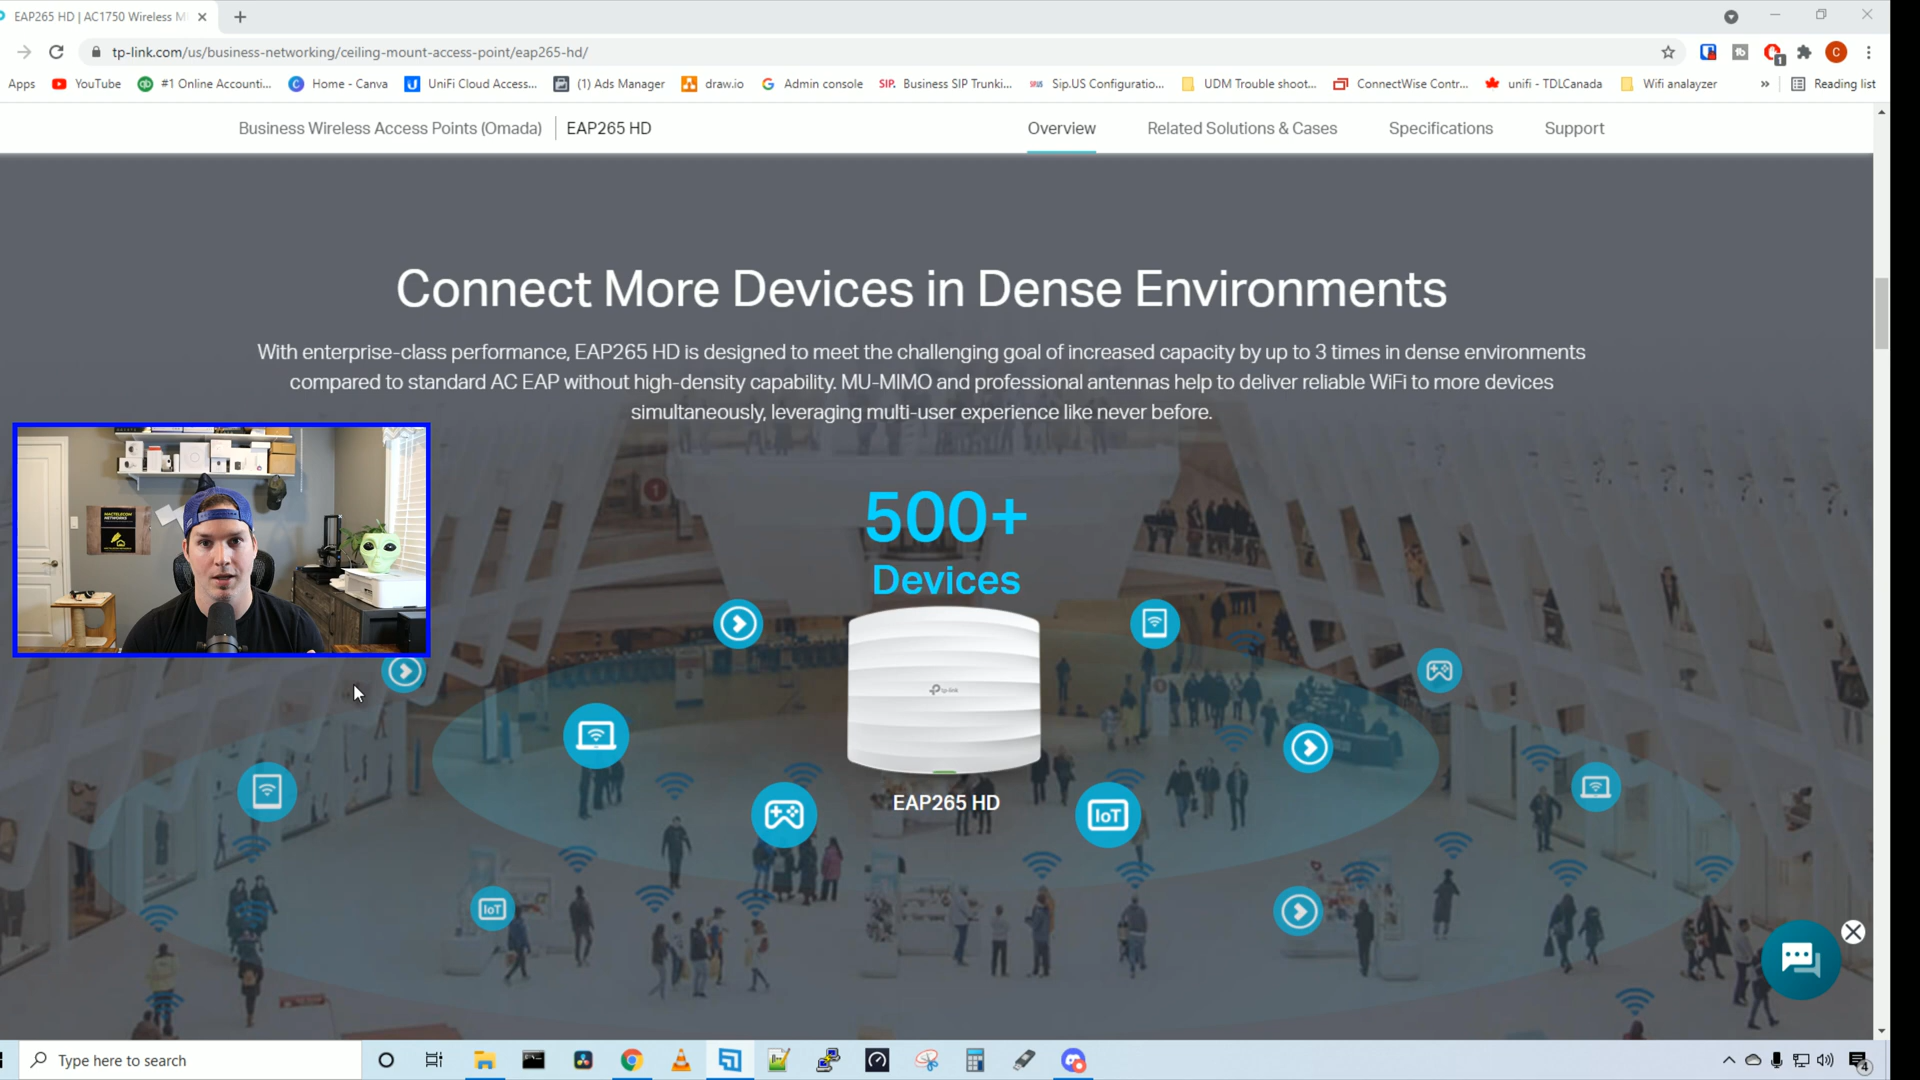 EAP265 HD | AC1750 Wireless M
tp-link.com/us/business-networking/ceiling-mount-access-point/eap265-hd/
Apps
YouTube
#1 Online Accounti...
Home - Canva
UniFi Cloud Access...
(1) Ads Manager
draw.io
Admin console
SIP. Business SIP Trunki...
Sip.US Configuratio...
UDM Trouble shoot...
ConnectWise Contr...
unifi - TDLCanada
Wifi analayzer
»
Reading list
Business Wireless Access Points (Omada)
EAP265 HD
Overview
Related Solutions & Cases
Specifications
Support
Connect More Devices in Dense Environments
With enterprise-class performance, EAP265 HD is designed to meet the challenging goal of increased capacity by up to 3 times in dense environments
compared to standard AC EAP without high-density capability. MU-MIMO and professional antennas help to deliver reliable WiFi to more devices
simultaneously, leveraging multi-user experience like never before.
500+
Devices
tp-link
EAP265 HD
IoT
IoT
MACTELECOM
NETWORKS
Type here to search
4